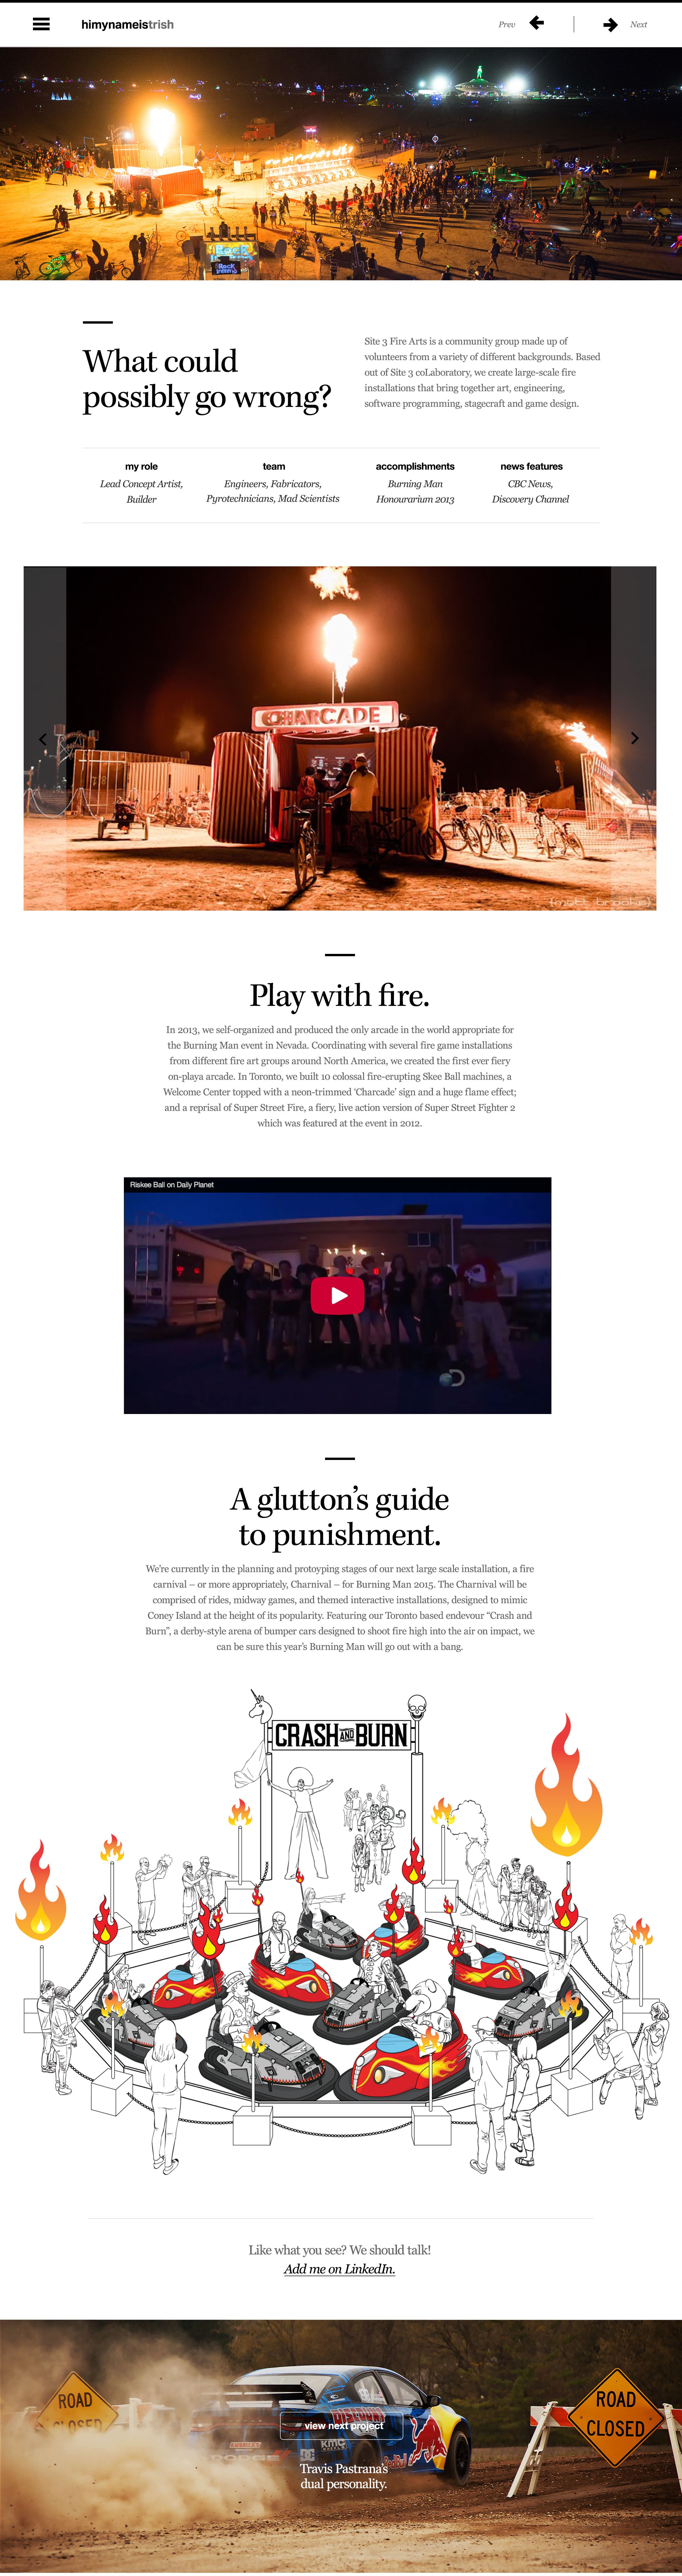 himynameistrish
Prev
Next
Rock
What could
possibly go wrong?
Site 3 Fire Arts is a community group made up of
volunteers from a variety of different backgrounds. Based
out of Site 3 coLaboratory, we create large-scale fire
installations that bring together art, engineering,
software programming, stagecraft and game design.
my role
Lead Concept Artist,
Builder
team
Engineers, Fabricators,
Pyrotechnicians, Mad Scientists
accomplishments
Burning Man
Honourarium 2013
news features
CBC News,
Discovery Channel
CHARCADE
(matt brooks)
Play with fire.
In 2013, we self-organized and produced the only arcade in the world appropriate for
the Burning Man event in Nevada. Coordinating with several fire game installations
from different fire art groups around North America, we created the first ever fiery
on-playa arcade. In Toronto, we built 10 colossal fire-erupting Skee Ball machines, a
Welcome Center topped with a neon-trimmed ‘Charcade’ sign and a huge flame effect;
and a reprisal of Super Street Fire, a fiery, live action version of Super Street Fighter 2
which was featured at the event in 2012.
Riskee Ball on Daily Planet
A glutton’s guide
to punishment.
We’re currently in the planning and protoyping stages of our next large scale installation, a fire
carnival – or more appropriately, Charnival – for Burning Man 2015. The Charnival will be
comprised of rides, midway games, and themed interactive installations, designed to mimic
Coney Island at the height of its popularity. Featuring our Toronto based endevour “Crash and
Burn”, a derby-style arena of bumper cars designed to shoot fire high into the air on impact, we
can be sure this year’s Burning Man will go out with a bang.
CRASH AND BURN
Like what you see? We should talk!
Add me on LinkedIn.
ROAD
CLOSED
ROAD
CLOSED
view next project
DODGE
KMC
Red Bull
Travis Pastrana’s
dual personality.